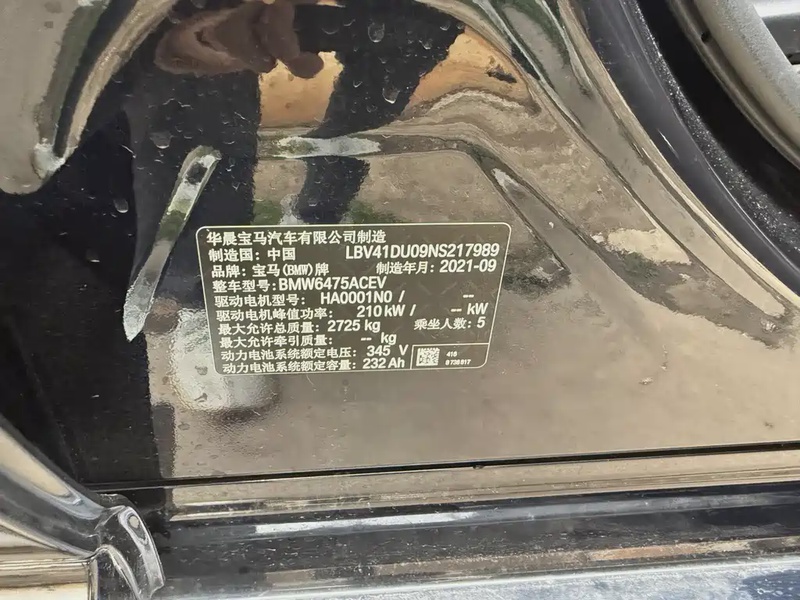 华晨宝马汽车有限公司制造
制造国: 中国 LBV41DU09NS217989
品牌: 宝马(BMW)牌 制造年月: 2021-09
整车型号: BMW6475ACEV
驱动电机型号: HA0001N0 / --
驱动电机峰值功率: 210 kW / -- kW
最大允许总质量: 2725 kg 乘坐人数: 5
最大允许牵引质量: -- kg
动力电池系统额定电压: 345 V
动力电池系统额定容量: 232 Ah
416